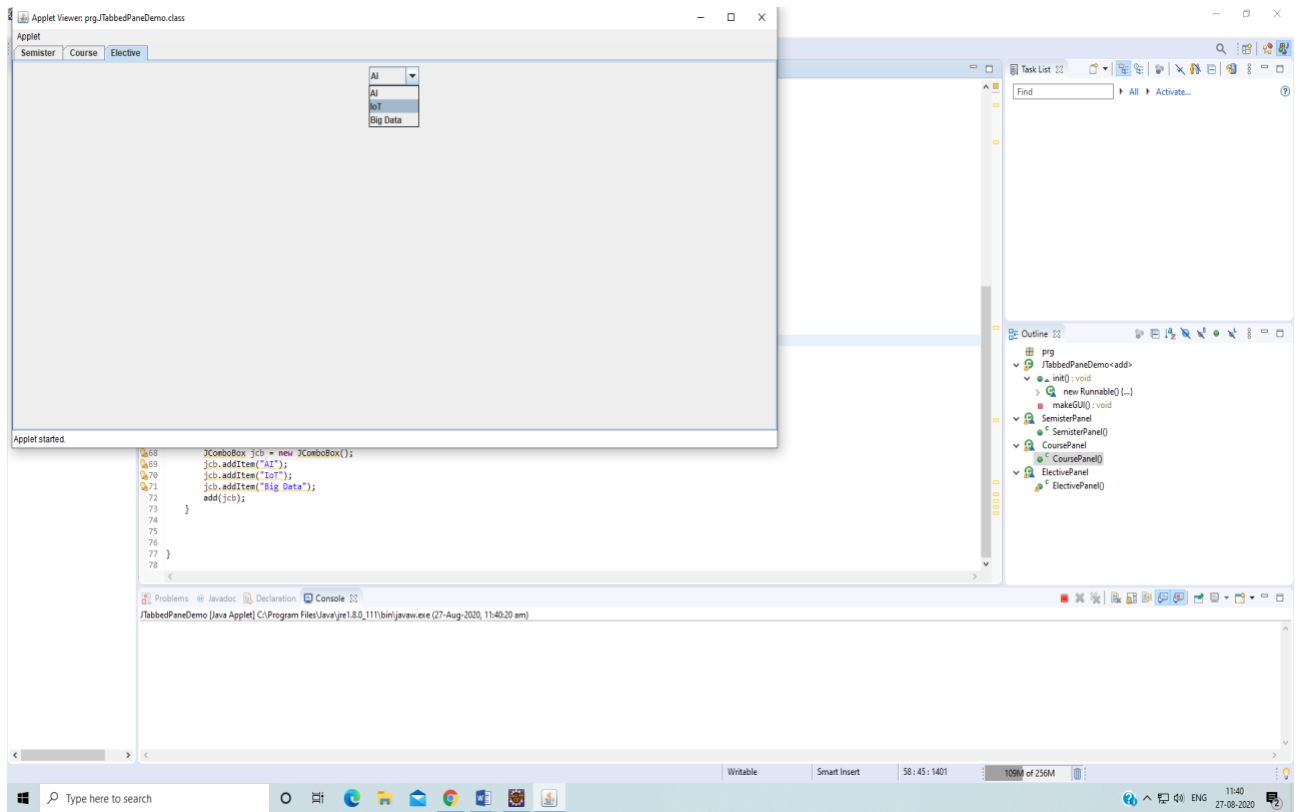 Applet Viewer: prg.JTabbedPaneDemo.class
Applet
Semister Course Elective
AI
AI
IoT
Big Data
Applet started.
Task List
Find All Activate...
Outline
prg
JTabbedPaneDemo<add>
init() : void
new Runnable() {...}
makeGUI() : void
SemisterPanel
SemisterPanel()
CoursePanel
CoursePanel()
ElectivePanel
ElectivePanel()
68 JComboBox jcb = new JComboBox();
69 jcb.addItem("AI");
70 jcb.addItem("IoT");
71 jcb.addItem("Big Data");
72 add(jcb);
73 }
74
75
76
77 }
78
Problems Javadoc Declaration Console
JTabbedPaneDemo [Java Applet] C:\Program Files\Java\jre1.8.0_111\bin\javaw.exe (27-Aug-2020, 11:40:20 am)
Writable Smart Insert 58 : 45 : 1401 109M of 256M
Type here to search
ENG 11:40
27-08-2020 2